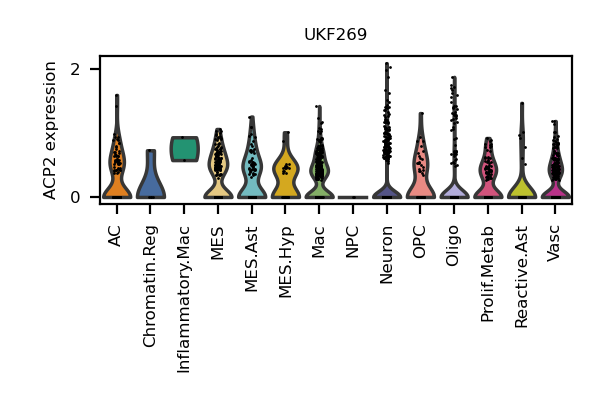 UKF269
ACP2 expression
2
0
AC
Chromatin.Reg
Inflammatory.Mac
MES
MES.Ast
MES.Hyp
Mac
NPC
Neuron
OPC
Oligo
Prolif.Metab
Reactive.Ast
Vasc